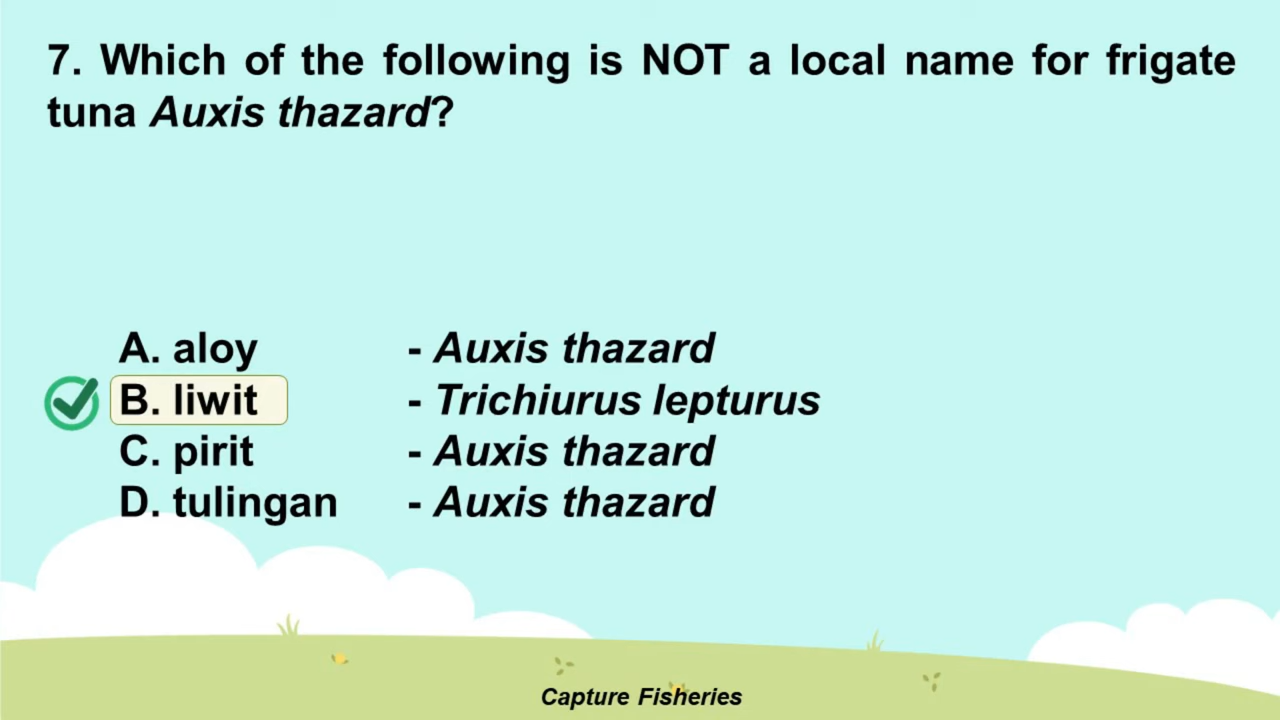 7. Which of the following is NOT a local name for frigate
tuna Auxis thazard?
A. aloy - Auxis thazard
B. liwit - Trichiurus lepturus
C. pirit - Auxis thazard
D. tulingan - Auxis thazard
Capture Fisheries